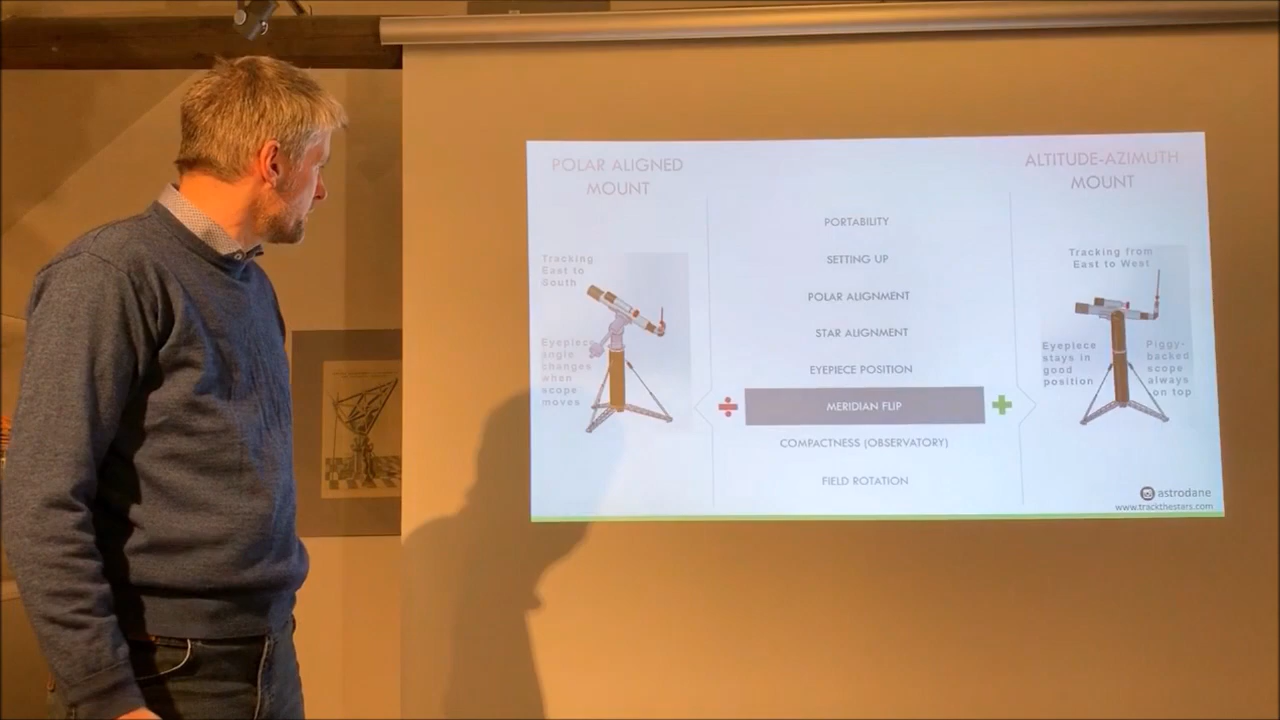 POLAR ALIGNED
MOUNT
Tracking
East to
South
Eyepiece
angle
changes
when
scope
moves
PORTABILITY
SETTING UP
POLAR ALIGNMENT
STAR ALIGNMENT
EYEPIECE POSITION
MERIDIAN FLIP
COMPACTNESS (OBSERVATORY)
FIELD ROTATION
ALTITUDE-AZIMUTH
MOUNT
Tracking from
East to West
Eyepiece
stays in
good
position
Piggy-
backed
scope
always
on top
astrodane
www.trackthestars.com